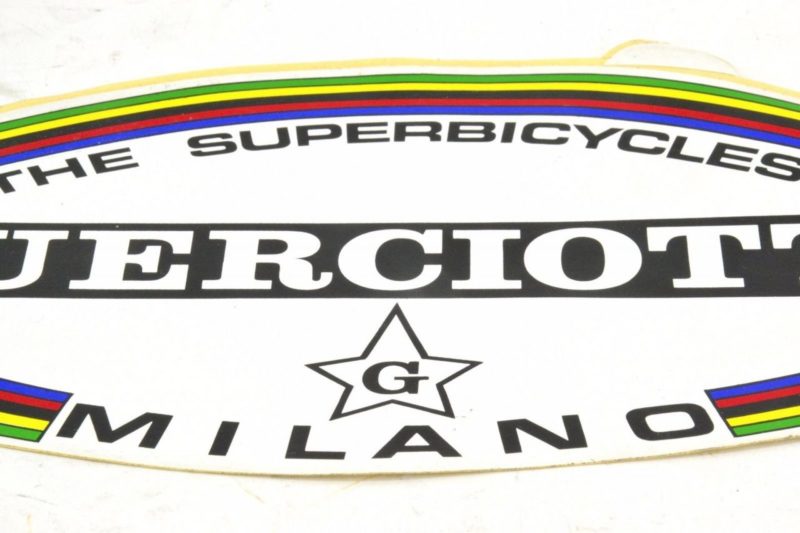 THE SUPERBICYCLES
UERCIOTT
G
MILANO